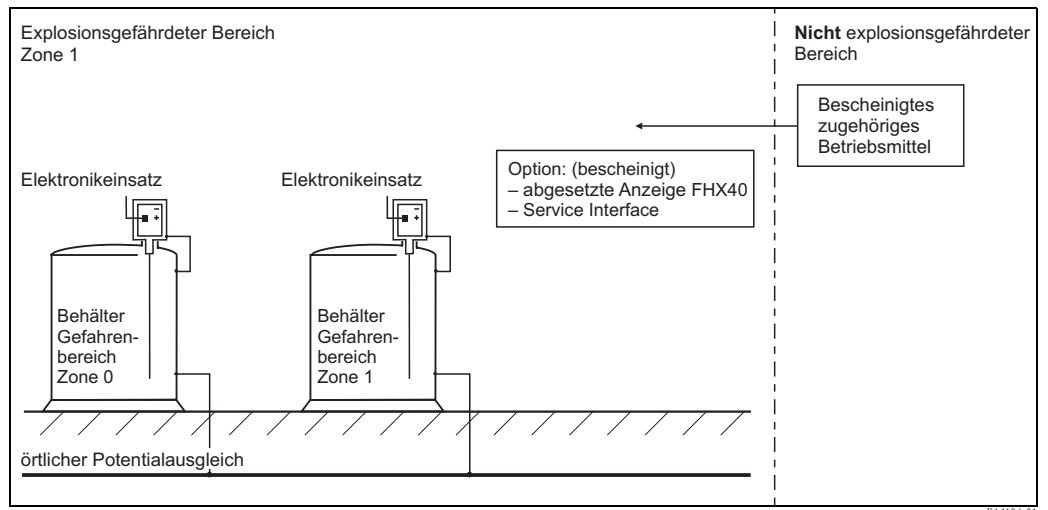 Explosionsgefährdeter Bereich
Zone 1
Nicht explosionsgefährdeter
Bereich
Bescheinigtes
zugehöriges
Betriebsmittel
Option: (bescheinigt)
– abgesetzte Anzeige FHX40
– Service Interface
Elektronikeinsatz
Elektronikeinsatz
Behälter
Gefahren-
bereich
Zone 0
Behälter
Gefahren-
bereich
Zone 1
örtlicher Potentialausgleich